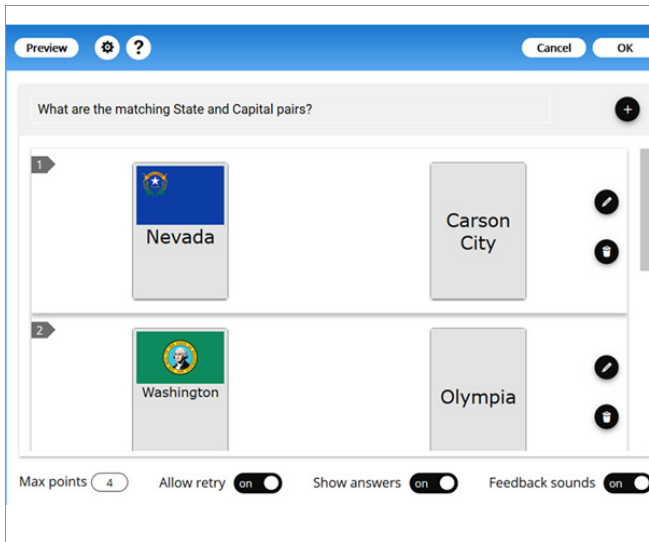 Preview ? Cancel OK
What are the matching State and Capital pairs? +
1
Nevada
Carson
City
2
Washington
Olympia
Max points 4 Allow retry on Show answers on Feedback sounds on